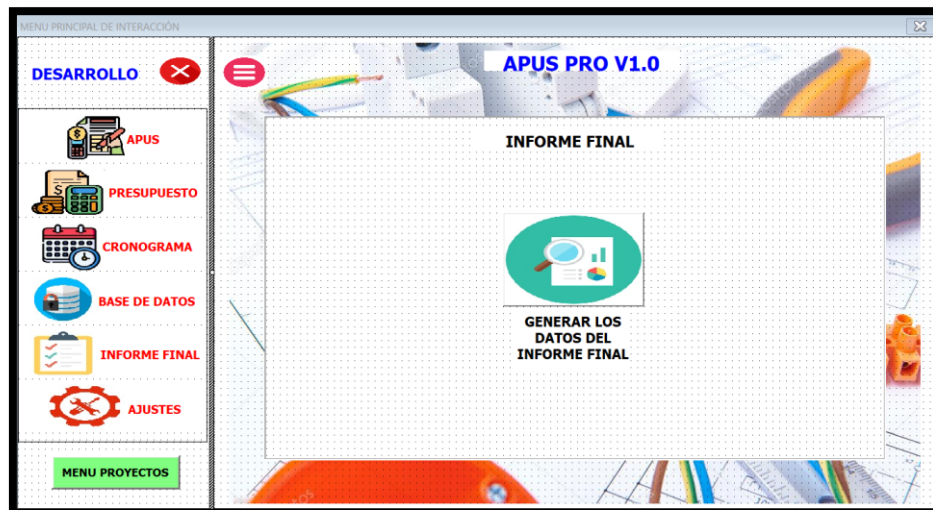 MENU PRINCIPAL DE INTERACCIÓN
DESARROLLO
APUS PRO V1.0
APUS
PRESUPUESTO
CRONOGRAMA
BASE DE DATOS
INFORME FINAL
AJUSTES
MENU PROYECTOS
INFORME FINAL
GENERAR LOS
DATOS DEL
INFORME FINAL